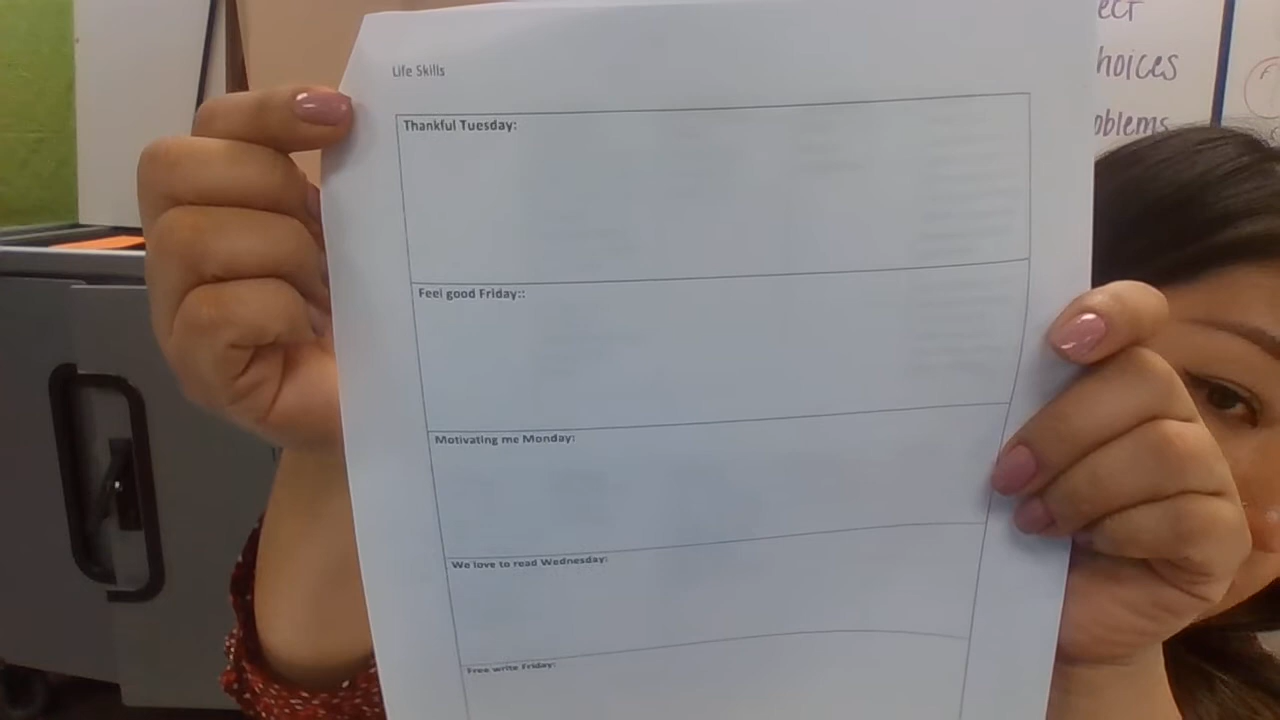 Life Skills
Thankful Tuesday:
Feel good Friday::
Motivating me Monday:
We love to read Wednesday:
Free write Friday:
ect
hoices
oblems
F